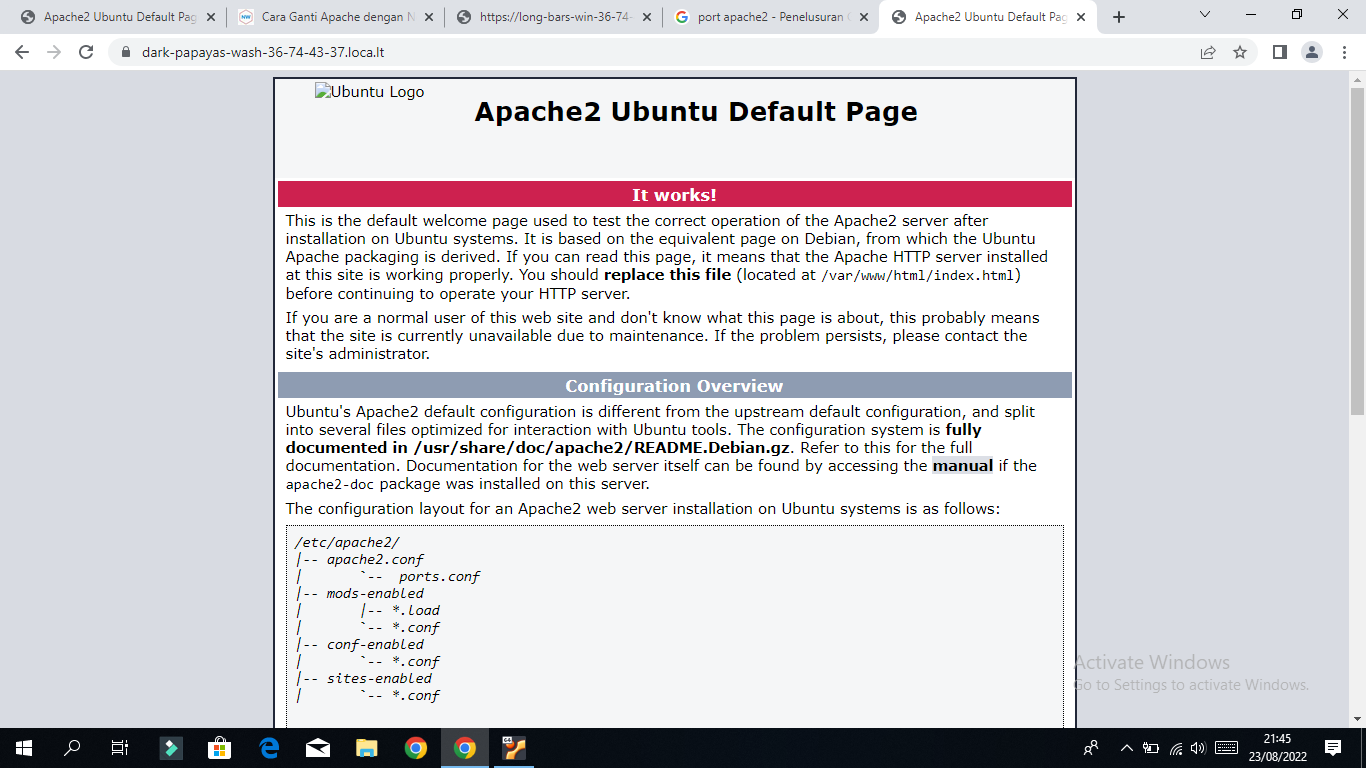 Apache2 Ubuntu Default Pag
Cara Ganti Apache dengan N
https://long-bars-win-36-74-
port apache2 - Penelusuran
Apache2 Ubuntu Default Pag
dark-papayas-wash-36-74-43-37.loca.lt
Ubuntu Logo
Apache2 Ubuntu Default Page
It works!
This is the default welcome page used to test the correct operation of the Apache2 server after
installation on Ubuntu systems. It is based on the equivalent page on Debian, from which the Ubuntu
Apache packaging is derived. If you can read this page, it means that the Apache HTTP server installed
at this site is working properly. You should replace this file (located at /var/www/html/index.html)
before continuing to operate your HTTP server.
If you are a normal user of this web site and don't know what this page is about, this probably means
that the site is currently unavailable due to maintenance. If the problem persists, please contact the
site's administrator.
Configuration Overview
Ubuntu's Apache2 default configuration is different from the upstream default configuration, and split
into several files optimized for interaction with Ubuntu tools. The configuration system is fully
documented in /usr/share/doc/apache2/README.Debian.gz. Refer to this for the full
documentation. Documentation for the web server itself can be found by accessing the manual if the
apache2-doc package was installed on this server.
The configuration layout for an Apache2 web server installation on Ubuntu systems is as follows:
/etc/apache2/
|-- apache2.conf
|       `--  ports.conf
|-- mods-enabled
|       |-- *.load
|       `-- *.conf
|-- conf-enabled
|       `-- *.conf
|-- sites-enabled
|       `-- *.conf
Activate Windows
Go to Settings to activate Windows.
21:45
23/08/2022